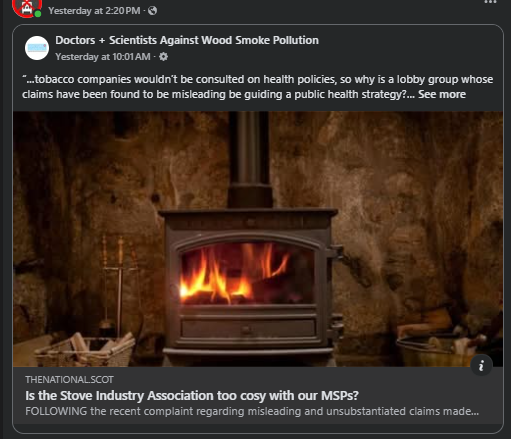 Yesterday at 2:20 PM ·
Doctors + Scientists Against Wood Smoke Pollution
Yesterday at 10:01 AM ·
"...tobacco companies wouldn't be consulted on health policies, so why is a lobby group whose
claims have been found to be misleading be guiding a public health strategy?... See more
i
THENATIONAL.SCOT
Is the Stove Industry Association too cosy with our MSPs?
FOLLOWING the recent complaint regarding misleading and unsubstantiated claims made...